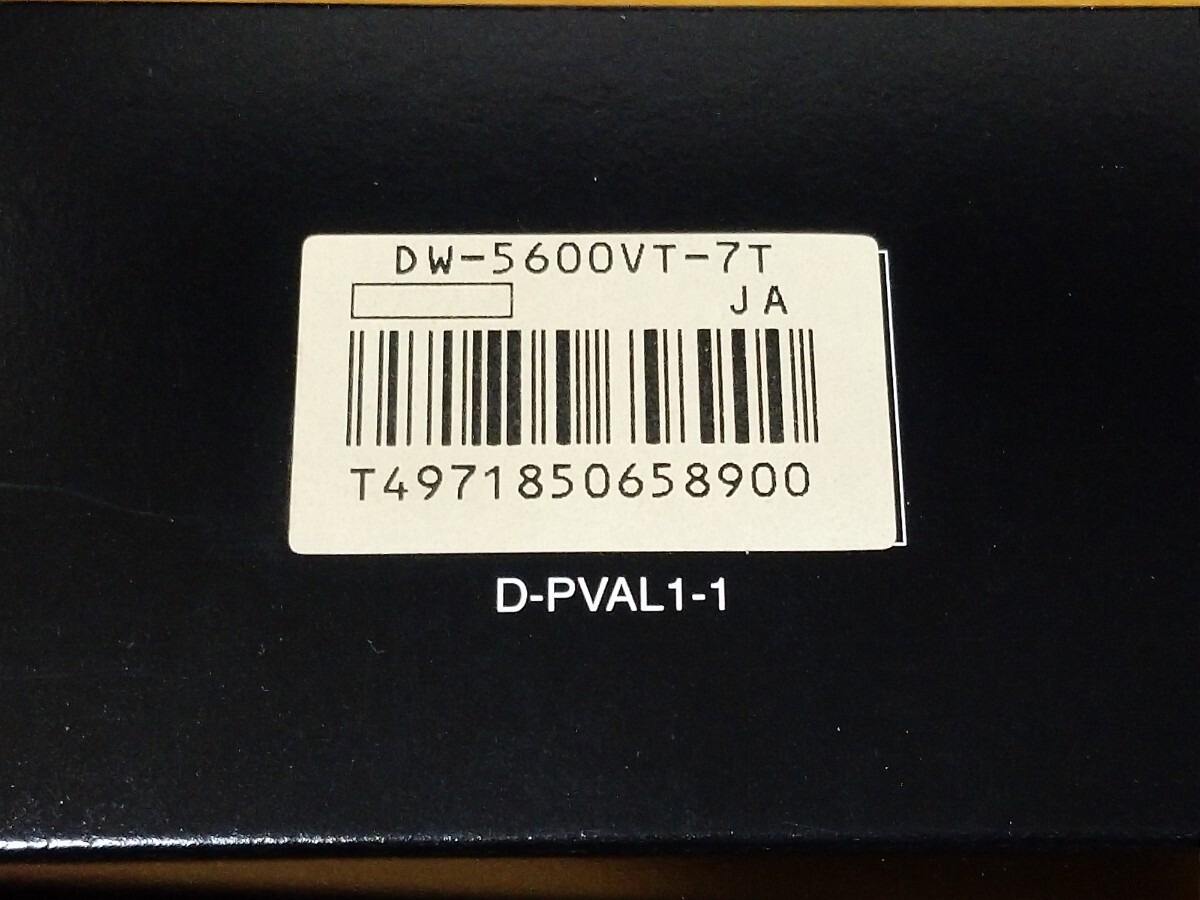 DW-5600VT-7T
JA
T4971850658900
D-PVAL1-1